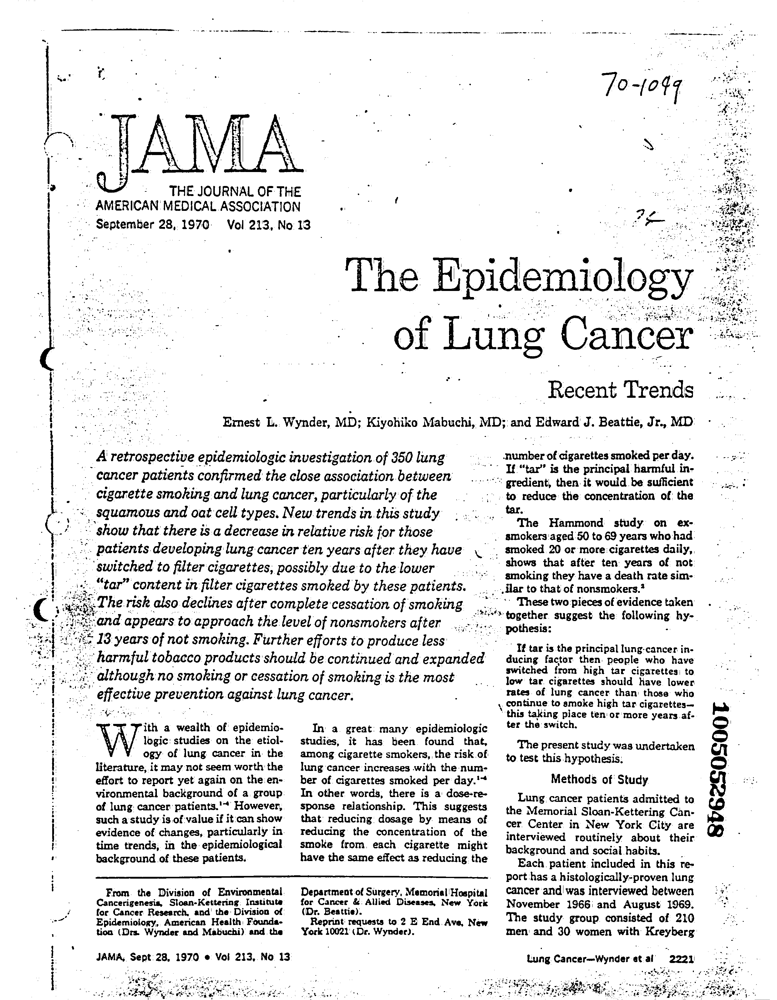 70-1099
JAMA
THE JOURNAL OF THE
AMERICAN MEDICAL ASSOCIATION
September 28, 1970 Vol 213, No 13
The Epidemiology
of Lung Cancer
Recent Trends
Ernest L. Wynder, MD; Kiyohiko Mabuchi, MD; and Edward J. Beattie, Jr., MD
A retrospective epidemiologic investigation of 350 lung
cancer patients confirmed the close association between
cigarette smoking and lung cancer, particularly of the
squamous and oat cell types. New trends in this study
show that there is a decrease in relative risk for those
patients developing lung cancer ten years after they have
switched to filter cigarettes, possibly due to the lower
"tar" content in filter cigarettes smoked by these patients.
The risk also declines after complete cessation of smoking
and appears to approach the level of nonsmokers after
13 years of not smoking. Further efforts to produce less
harmful tobacco products should be continued and expanded
although no smoking or cessation of smoking is the most
effective prevention against lung cancer.
With a wealth of epidemio-
logic studies on the etiol-
ogy of lung cancer in the
literature, it may not seem worth the
effort to report yet again on the en-
vironmental background of a group
of lung cancer patients.1-4 However,
such a study is of value if it can show
evidence of changes, particularly in
time trends, in the epidemiological
background of these patients.
In a great many epidemiologic
studies, it has been found that,
among cigarette smokers, the risk of
lung cancer increases with the num-
ber of cigarettes smoked per day.1-4
In other words, there is a dose-re-
sponse relationship. This suggests
that reducing dosage by means of
reducing the concentration of the
smoke from each cigarette might
have the same effect as reducing the
number of cigarettes smoked per day.
If "tar" is the principal harmful in-
gredient, then it would be sufficient
to reduce the concentration of the
tar.
The Hammond study on ex-
smokers aged 50 to 69 years who had
smoked 20 or more cigarettes daily,
shows that after ten years of not
smoking they have a death rate sim-
ilar to that of nonsmokers.2
These two pieces of evidence taken
together suggest the following hy-
pothesis:
If tar is the principal lung cancer in-
ducing factor then people who have
switched from high tar cigarettes to
low tar cigarettes should have lower
rates of lung cancer than those who
continue to smoke high tar cigarettes—
this taking place ten or more years af-
ter the switch.
The present study was undertaken
to test this hypothesis.
Methods of Study
Lung cancer patients admitted to
the Memorial Sloan-Kettering Can-
cer Center in New York City are
interviewed routinely about their
background and social habits.
Each patient included in this re-
port has a histologically-proven lung
cancer and was interviewed between
November 1966 and August 1969.
The study group consisted of 210
men and 30 women with Kreyberg
From the Division of Environmental
Cancerigenesis, Sloan-Kettering Institute
for Cancer Research, and the Division of
Epidemiology, American Health Founda-
tion (Drs. Wynder and Mabuchi) and the
Department of Surgery, Memorial Hospital
for Cancer & Allied Diseases, New York
(Dr. Beattie).
Reprint requests to 2 E End Ave, New
York 10021 (Dr. Wynder).
JAMA, Sept 28, 1970 • Vol 213, No 13
Lung Cancer—Wynder et al 2221
1005052948